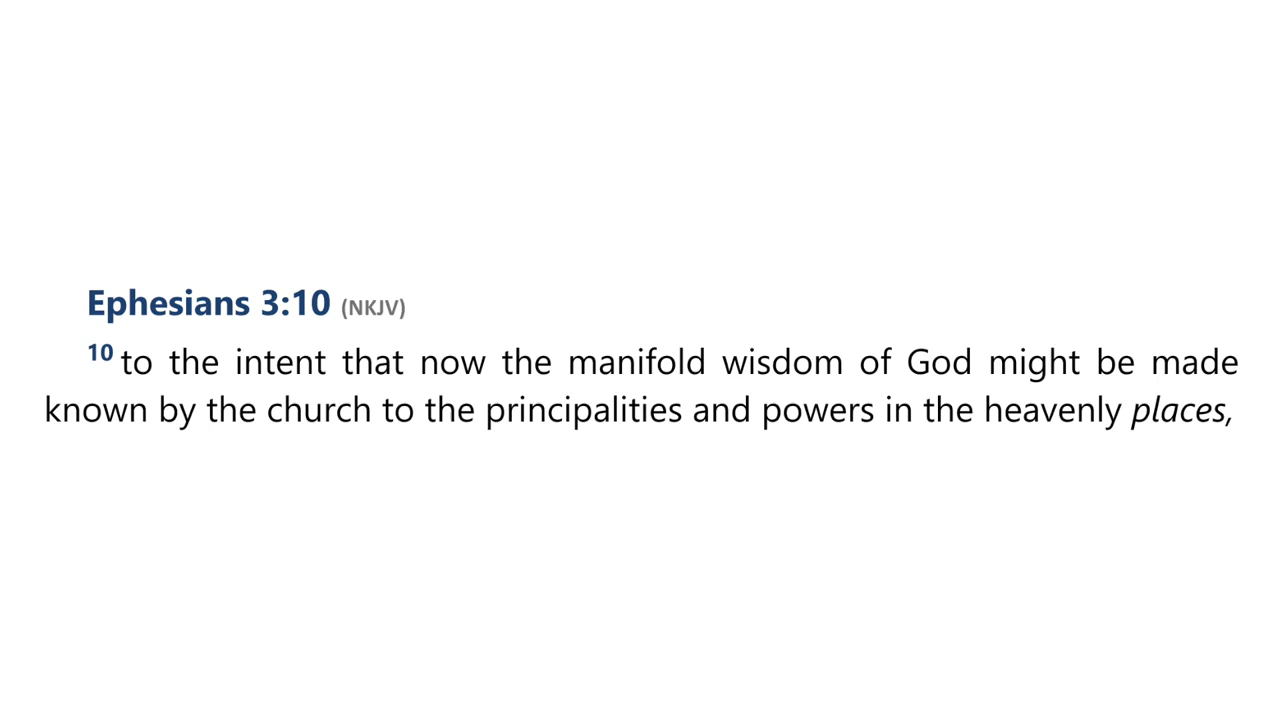 Ephesians 3:10 (NKJV)
10 to the intent that now the manifold wisdom of God might be made
known by the church to the principalities and powers in the heavenly places,